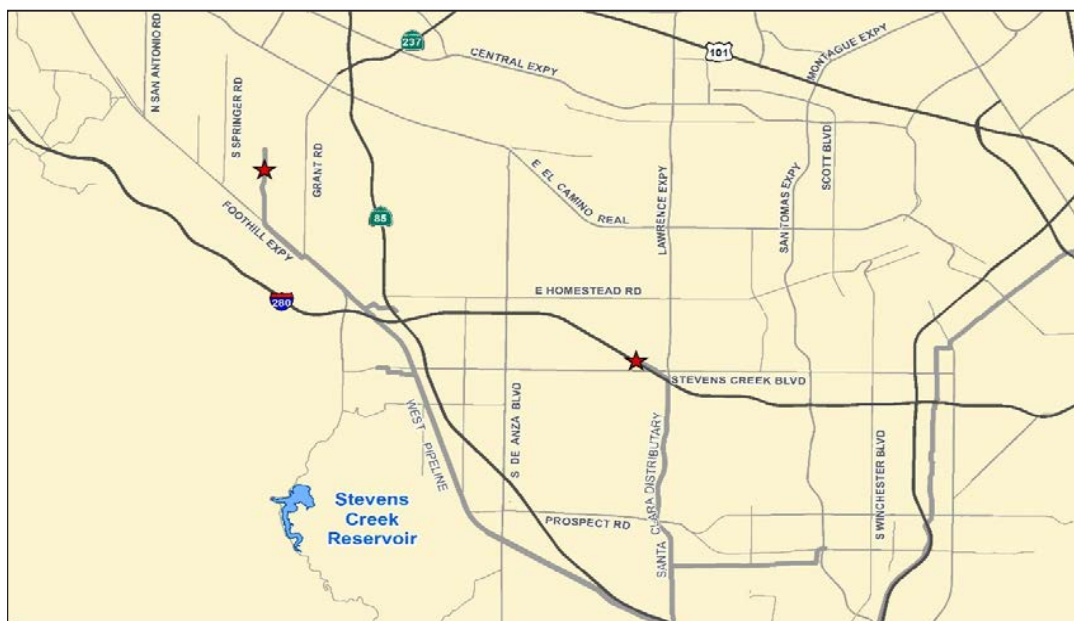 N SAN ANTONIO RD
S SPRINGER RD
GRANT RD
237
CENTRAL EXPY
101
MONTAGUE EXPY
SCOTT BLVD
LAWRENCE EXPY
SAN TOMAS EXPY
E EL CAMINO REAL
85
FOOTHILL EXPY
280
E HOMESTEAD RD
STEVENS CREEK BLVD
WEST PIPELINE
S DE ANZA BLVD
SANTA CLARA DISTRIBUTARY
S WINCHESTER BLVD
Stevens
Creek
Reservoir
PROSPECT RD